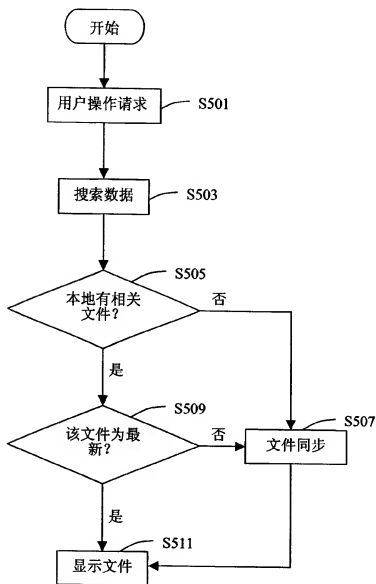 开始
用户操作请求
S501
搜索数据
S503
S505
本地有相关
文件？
否
是
S509
S507
该文件为最
新？
否
文件同步
是
S511
显示文件